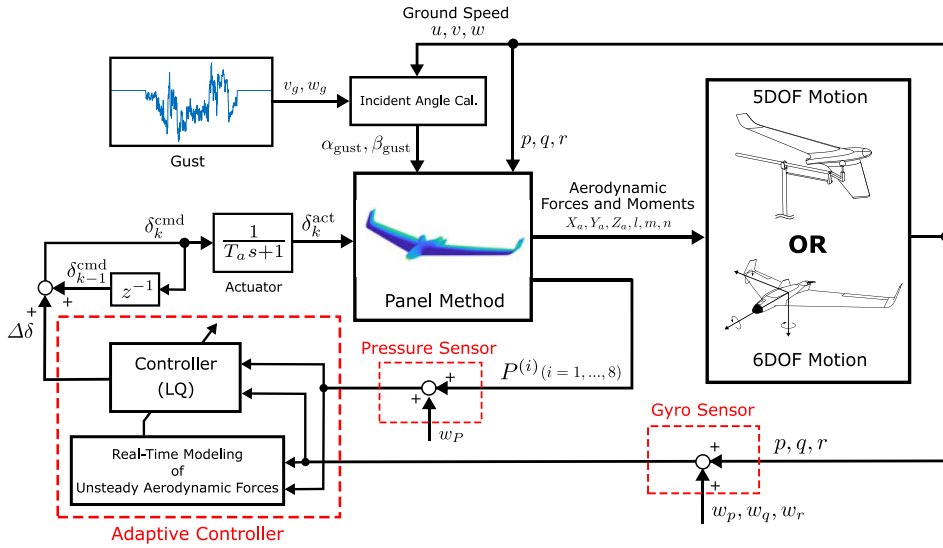 Ground Speed
u, v, w
v_g, w_g
Incident Angle Cal.
Gust
α_gust, β_gust
p, q, r
5DOF Motion
OR
6DOF Motion
Aerodynamic
Forces and Moments
X_a, Y_a, Z_a, l, m, n
δ_k^cmd
1
T_a s+1
Actuator
δ_k^act
Panel Method
δ_{k-1}^cmd
z^{-1}
+
+
Δδ
Controller
(LQ)
Pressure Sensor
P^{(i)} (i = 1, ..., 8)
+
+
w_P
Gyro Sensor
p, q, r
+
+
w_p, w_q, w_r
Real-Time Modeling
of
Unsteady Aerodynamic Forces
Adaptive Controller